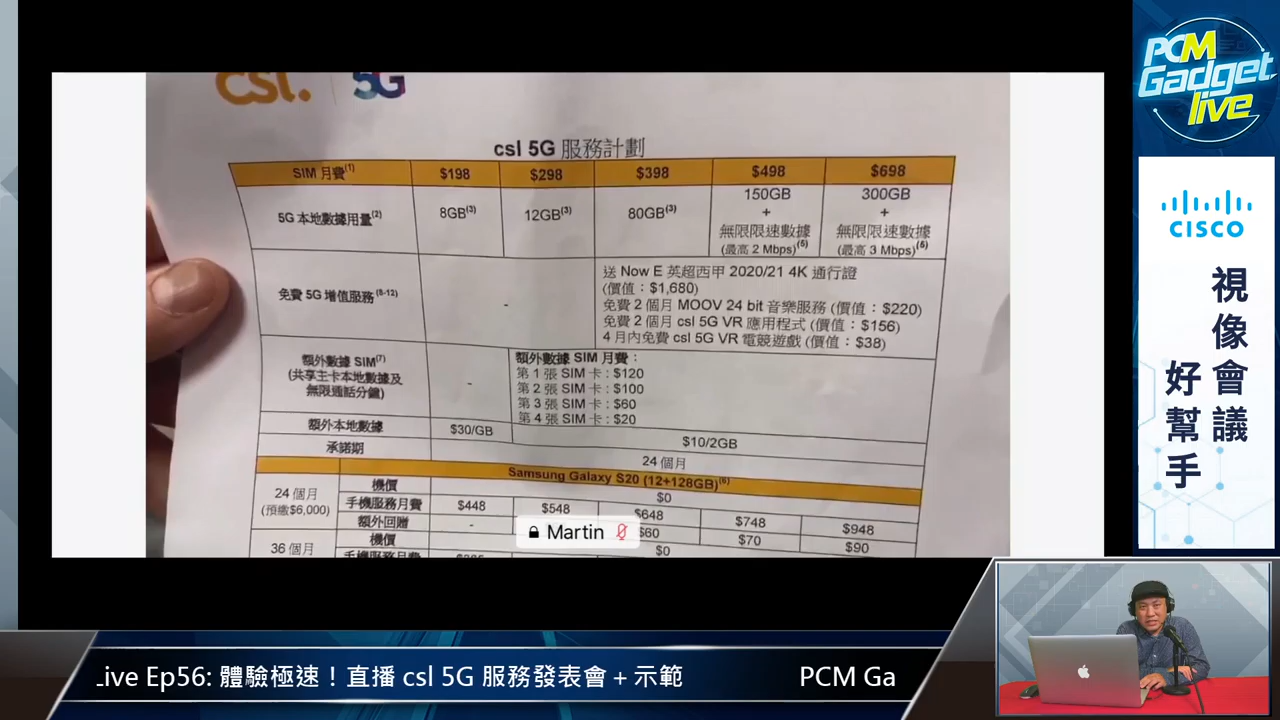 csl. 5G
csl 5G 服務計劃
SIM 月費(1) $198 $298 $398 $498 $698
5G 本地數據用量(2) 8GB(3) 12GB(3) 80GB(3) 150GB + 無限限速數據 (最高 2 Mbps)(5) 300GB + 無限限速數據 (最高 3 Mbps)(5)
免費 5G 增值服務 (8-12) -
送 Now E 英超西甲 2020/21 4K 通行證
(價值：$1,680)
免費 2 個月 MOOV 24 bit 音樂服務 (價值：$220)
免費 2 個月 csl 5G VR 應用程式 (價值：$156)
4 月內免費 csl 5G VR 電競遊戲 (價值：$38)
額外數據 SIM(7)
(共享主卡本地數據及
無限通話分鐘)
-
額外數據 SIM 月費：
第 1 張 SIM 卡 : $120
第 2 張 SIM 卡 : $100
第 3 張 SIM 卡 : $60
第 4 張 SIM 卡 : $20
額外本地數據 $30/GB $10/2GB
承諾期 24 個月
Samsung Galaxy S20 (12+128GB)(6)
24 個月
(預繳$6,000)
機價 $0
手機服務月費 $448 $548 $648 $748 $948
額外回贈 - $60 $70 $90
36 個月
機價 $0
手機服務月費
Martin
PCM
Gadget
live
CISCO
視像會議
好幫手
Live Ep56: 體驗極速！直播 csl 5G 服務發表會 + 示範 PCM Ga